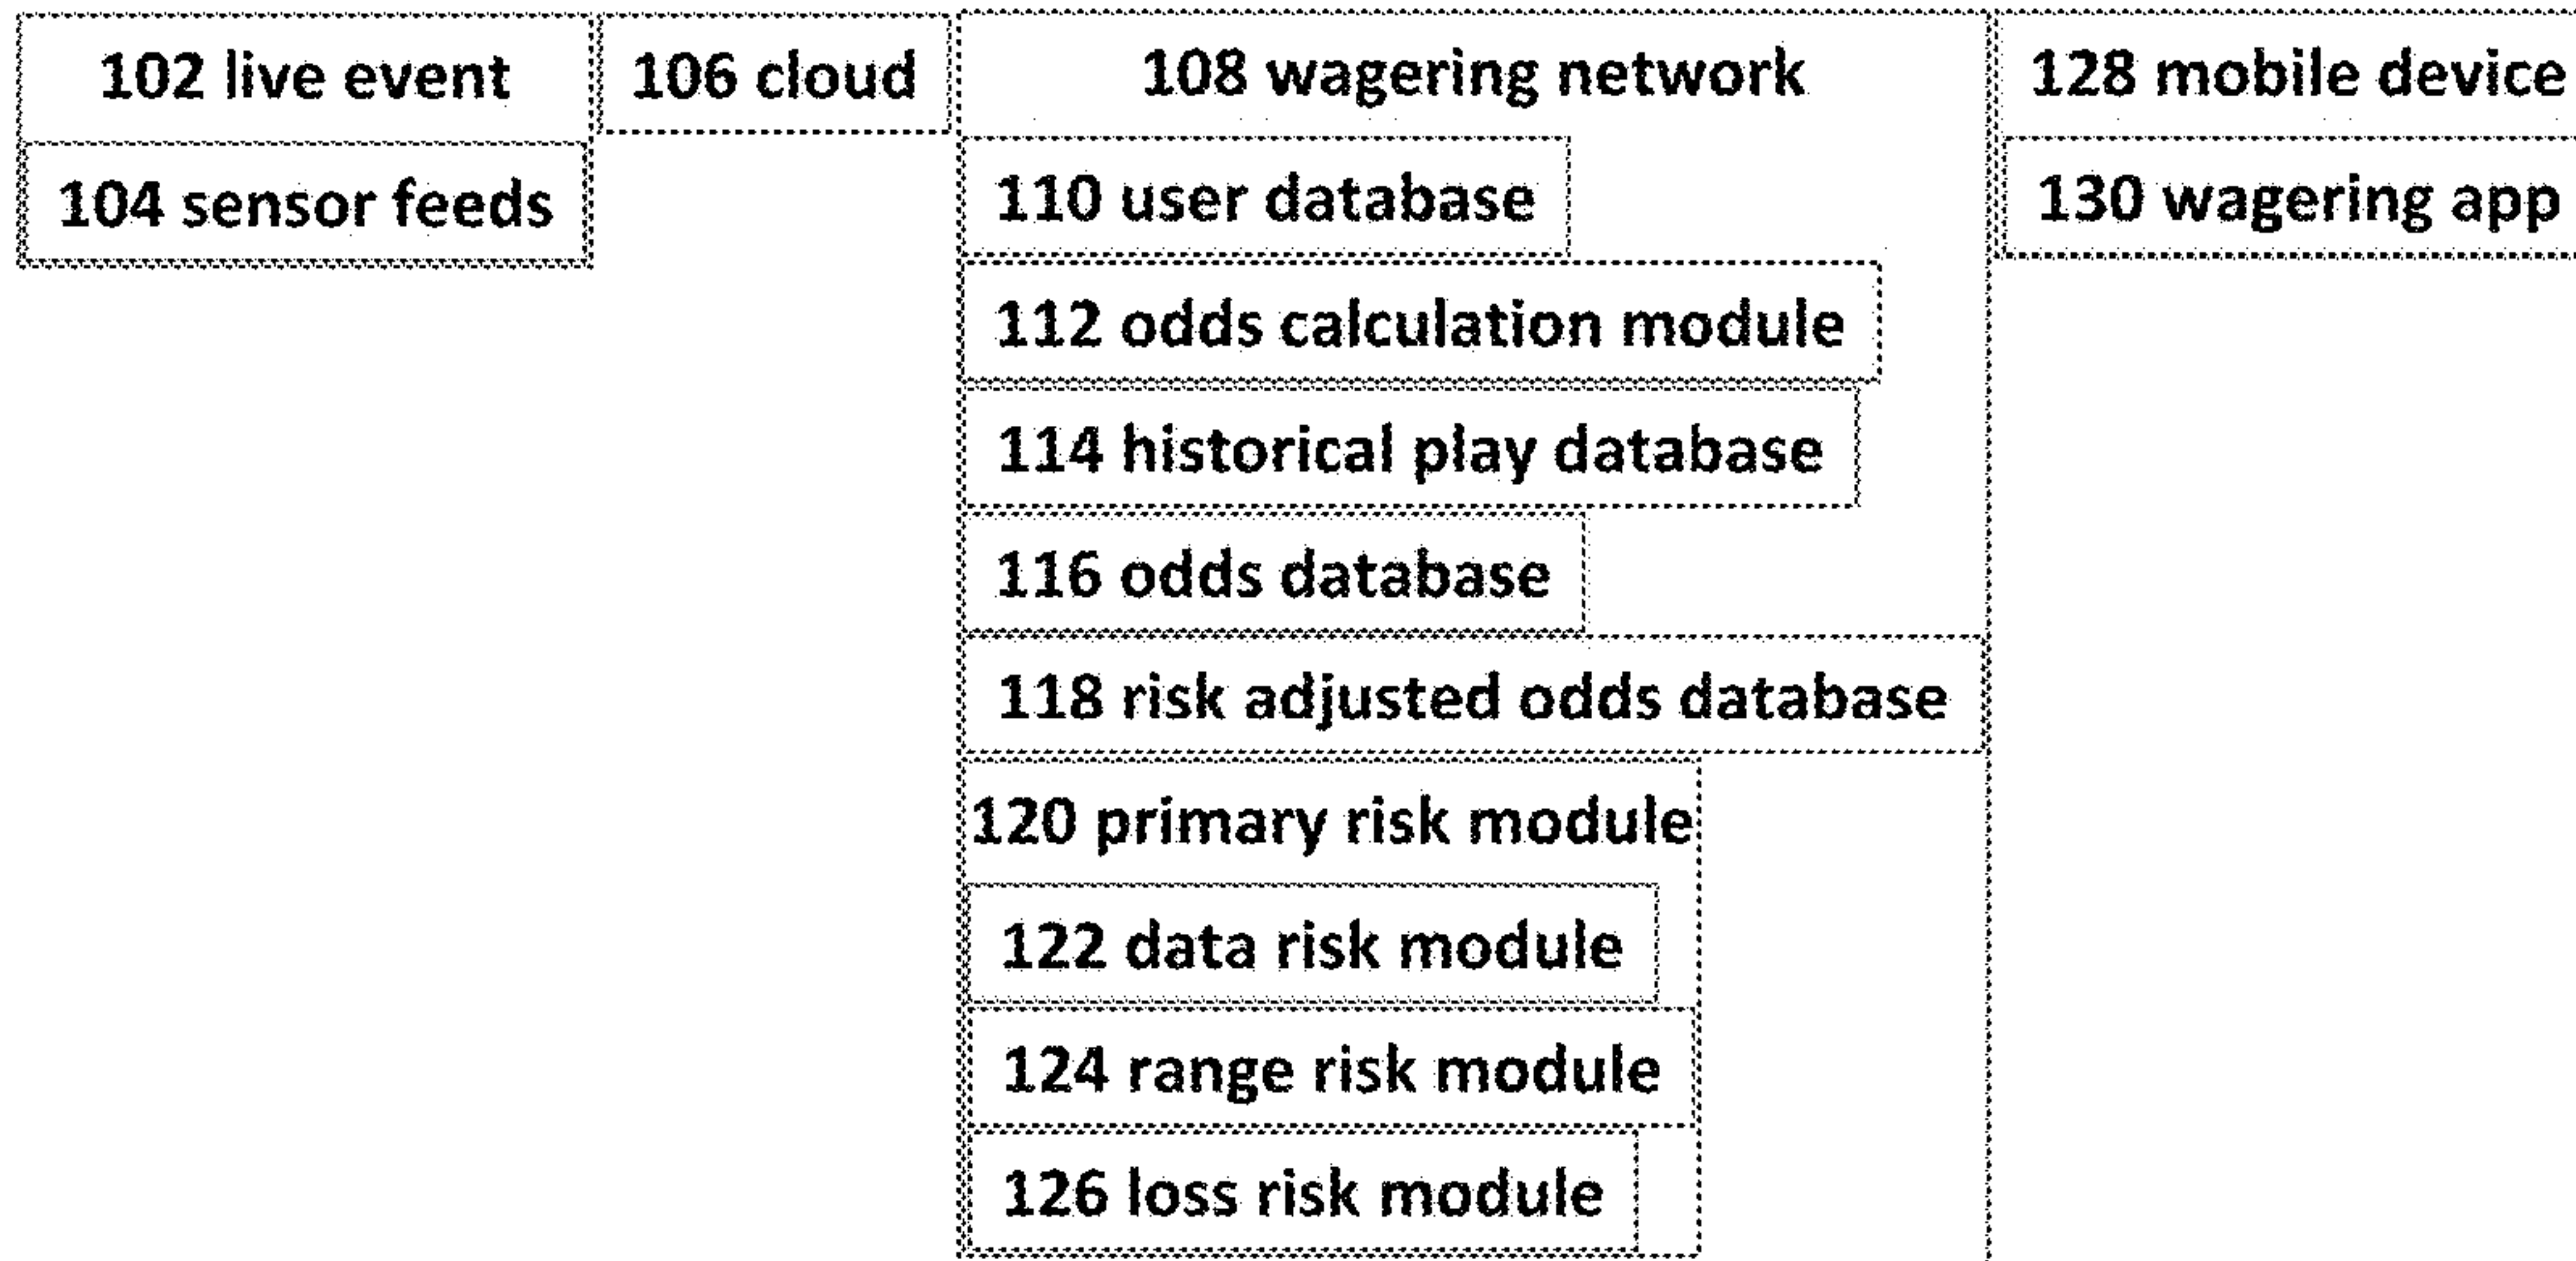 102 live event
104 sensor feeds
106 cloud
108 wagering network
110 user database
112 odds calculation module
114 historical play database
116 odds database
118 risk adjusted odds database
120 primary risk module
122 data risk module
124 range risk module
126 loss risk module
128 mobile device
130 wagering app